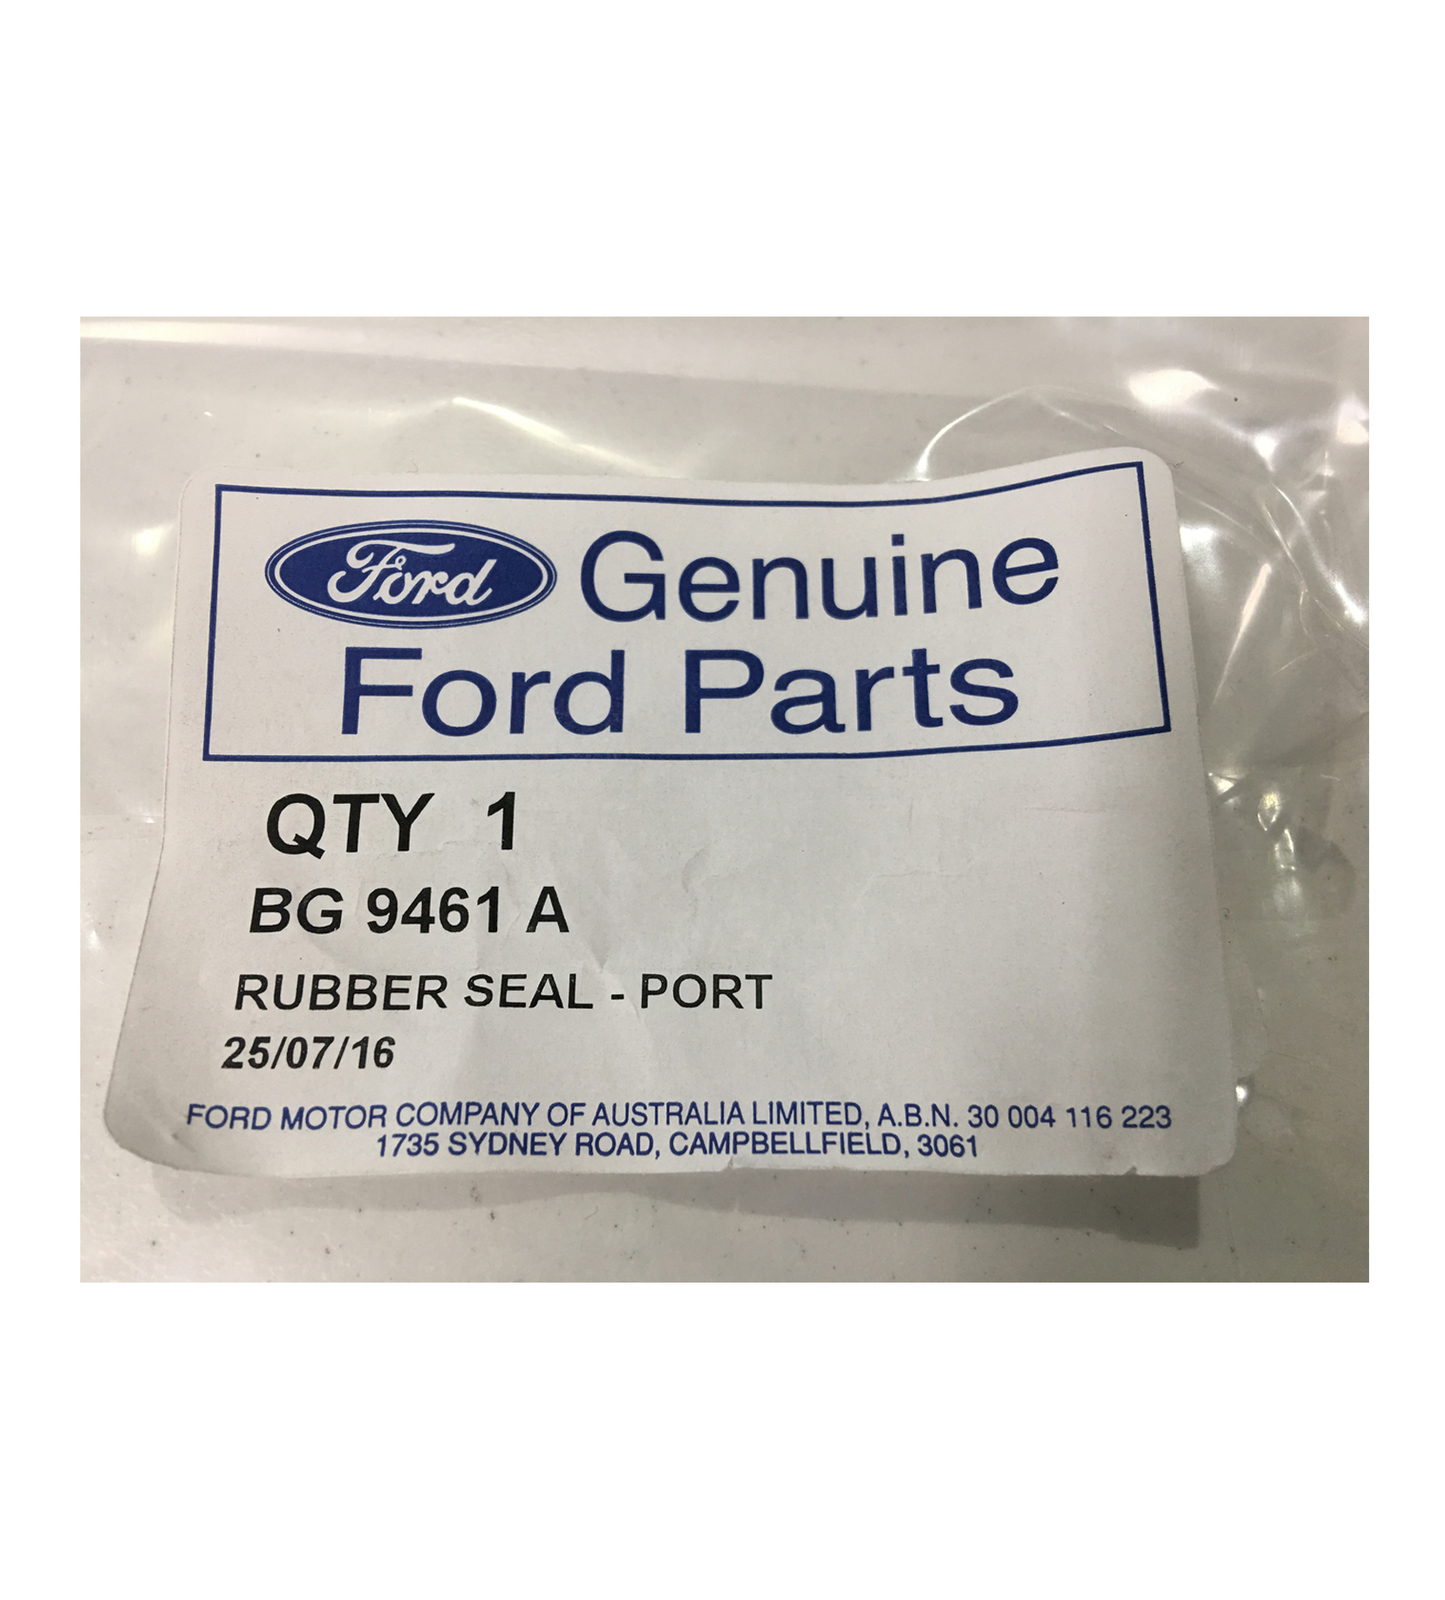 Ford Genuine
Ford Parts
QTY 1
BG 9461 A
RUBBER SEAL - PORT
25/07/16
FORD MOTOR COMPANY OF AUSTRALIA LIMITED, A.B.N. 30 004 116 223
1735 SYDNEY ROAD, CAMPBELLFIELD, 3061